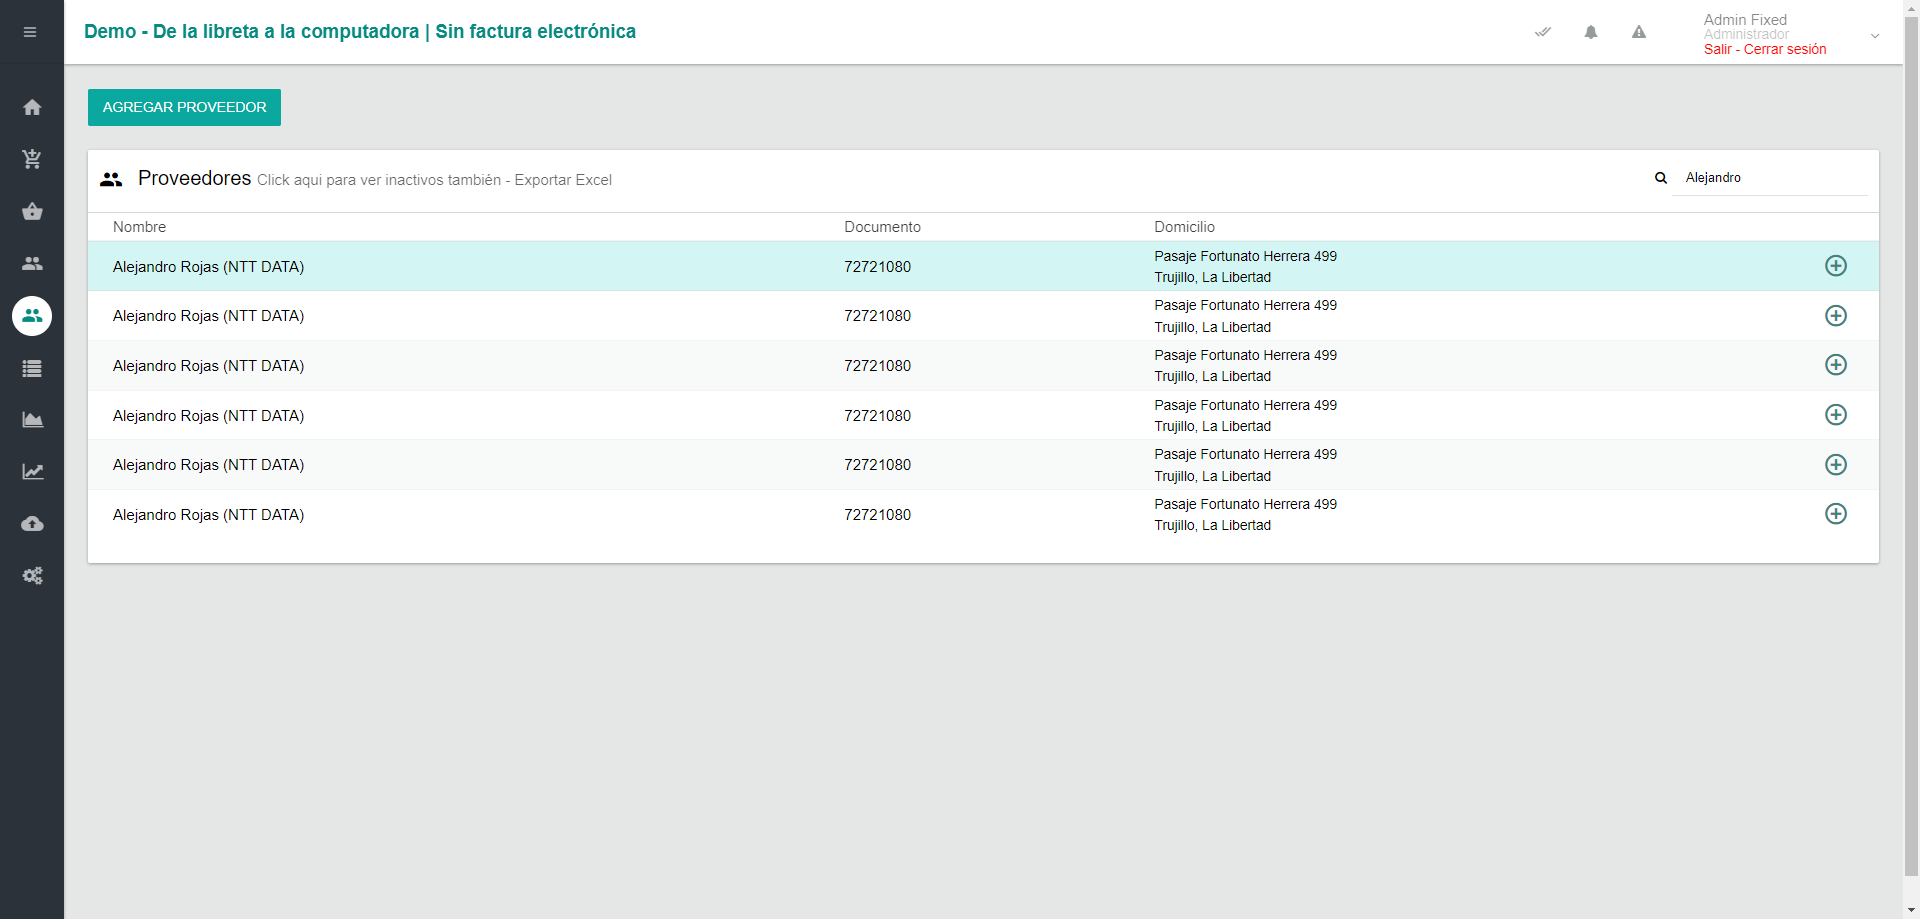 Demo - De la libreta a la computadora | Sin factura electrónica
Admin Fixed
Administrador
Salir - Cerrar sesión
AGREGAR PROVEEDOR
Proveedores Click aqui para ver inactivos también - Exportar Excel
Alejandro
Nombre Documento Domicilio
Alejandro Rojas (NTT DATA) 72721080 Pasaje Fortunato Herrera 499
Trujillo, La Libertad
Alejandro Rojas (NTT DATA) 72721080 Pasaje Fortunato Herrera 499
Trujillo, La Libertad
Alejandro Rojas (NTT DATA) 72721080 Pasaje Fortunato Herrera 499
Trujillo, La Libertad
Alejandro Rojas (NTT DATA) 72721080 Pasaje Fortunato Herrera 499
Trujillo, La Libertad
Alejandro Rojas (NTT DATA) 72721080 Pasaje Fortunato Herrera 499
Trujillo, La Libertad
Alejandro Rojas (NTT DATA) 72721080 Pasaje Fortunato Herrera 499
Trujillo, La Libertad